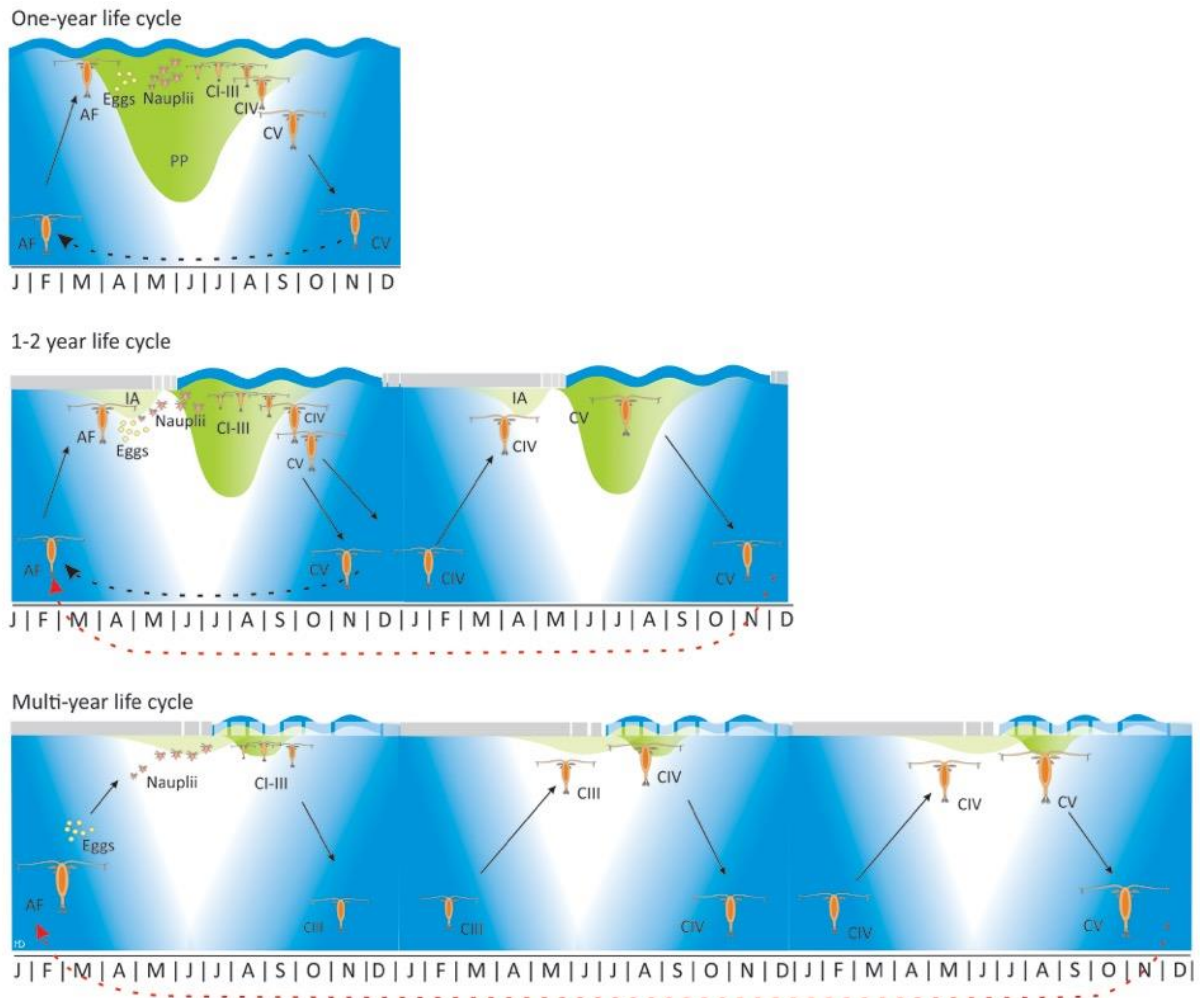 One-year life cycle
AF
Eggs
Nauplii
CI-III
CIV
CV
PP
AF
CV
J | F | M | A | M | J | J | A | S | O | N | D
1-2 year life cycle
IA
AF
Eggs
Nauplii
CI-III
CIV
CV
IA
CIV
CV
AF
CV
CIV
CV
J | F | M | A | M | J | J | A | S | O | N | D | J | F | M | A | M | J | J | A | S | O | N | D
Multi-year life cycle
Nauplii
CI-III
Eggs
AF
CIII
CIII
CIV
CIII
CIV
CIV
CV
CIV
CV
J | F | M | A | M | J | J | A | S | O | N | D | J | F | M | A | M | J | J | A | S | O | N | D | J | F | M | A | M | J | J | A | S | O | N | D